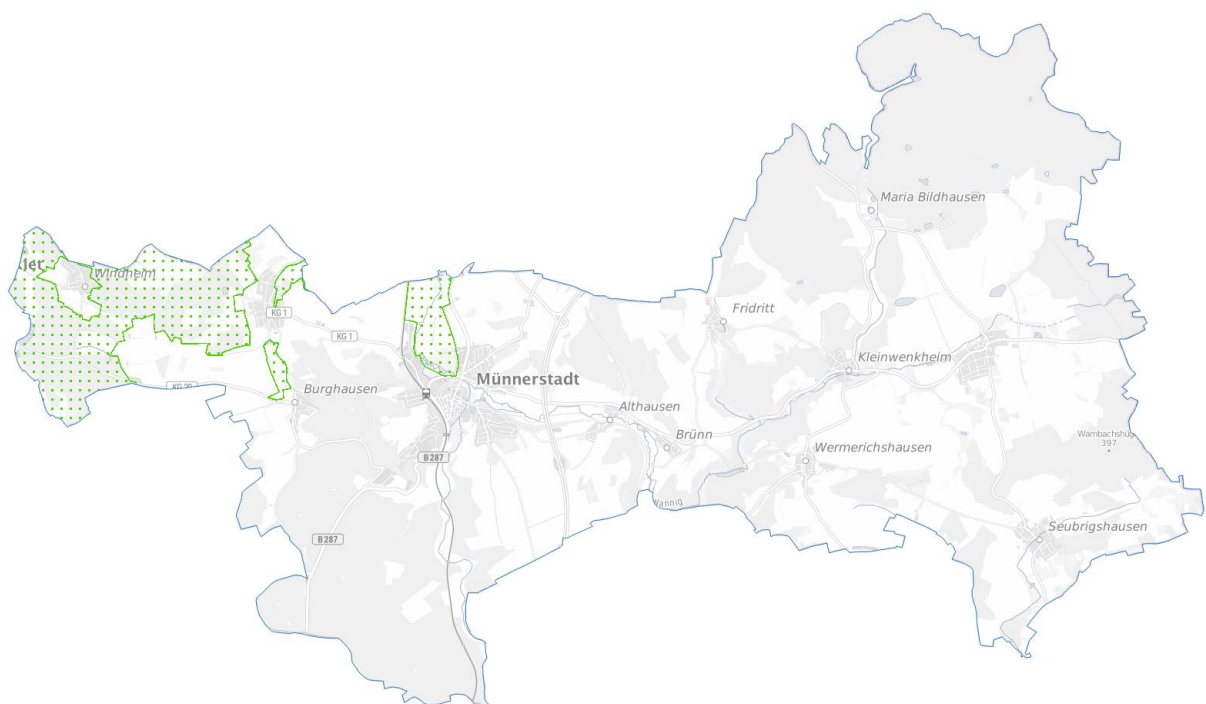 Maria Bildhausen
Windheim
KG 1
Fridritt
KG 1
Kleinwenkheim
Münnerstadt
KG 20
Burghausen
Althausen
Brünn
Wermerichshausen
397
B 287
Seubrigshausen
B 287